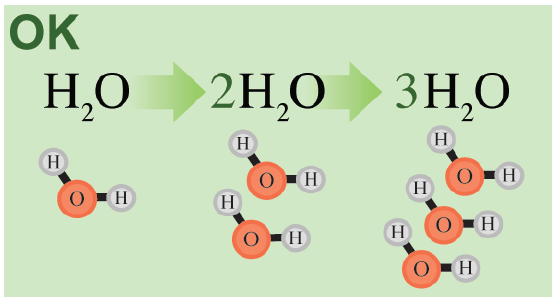 OK
H₂O 2H₂O 3H₂O
H H H
O H O H O H
H H
O H O H
H
O H